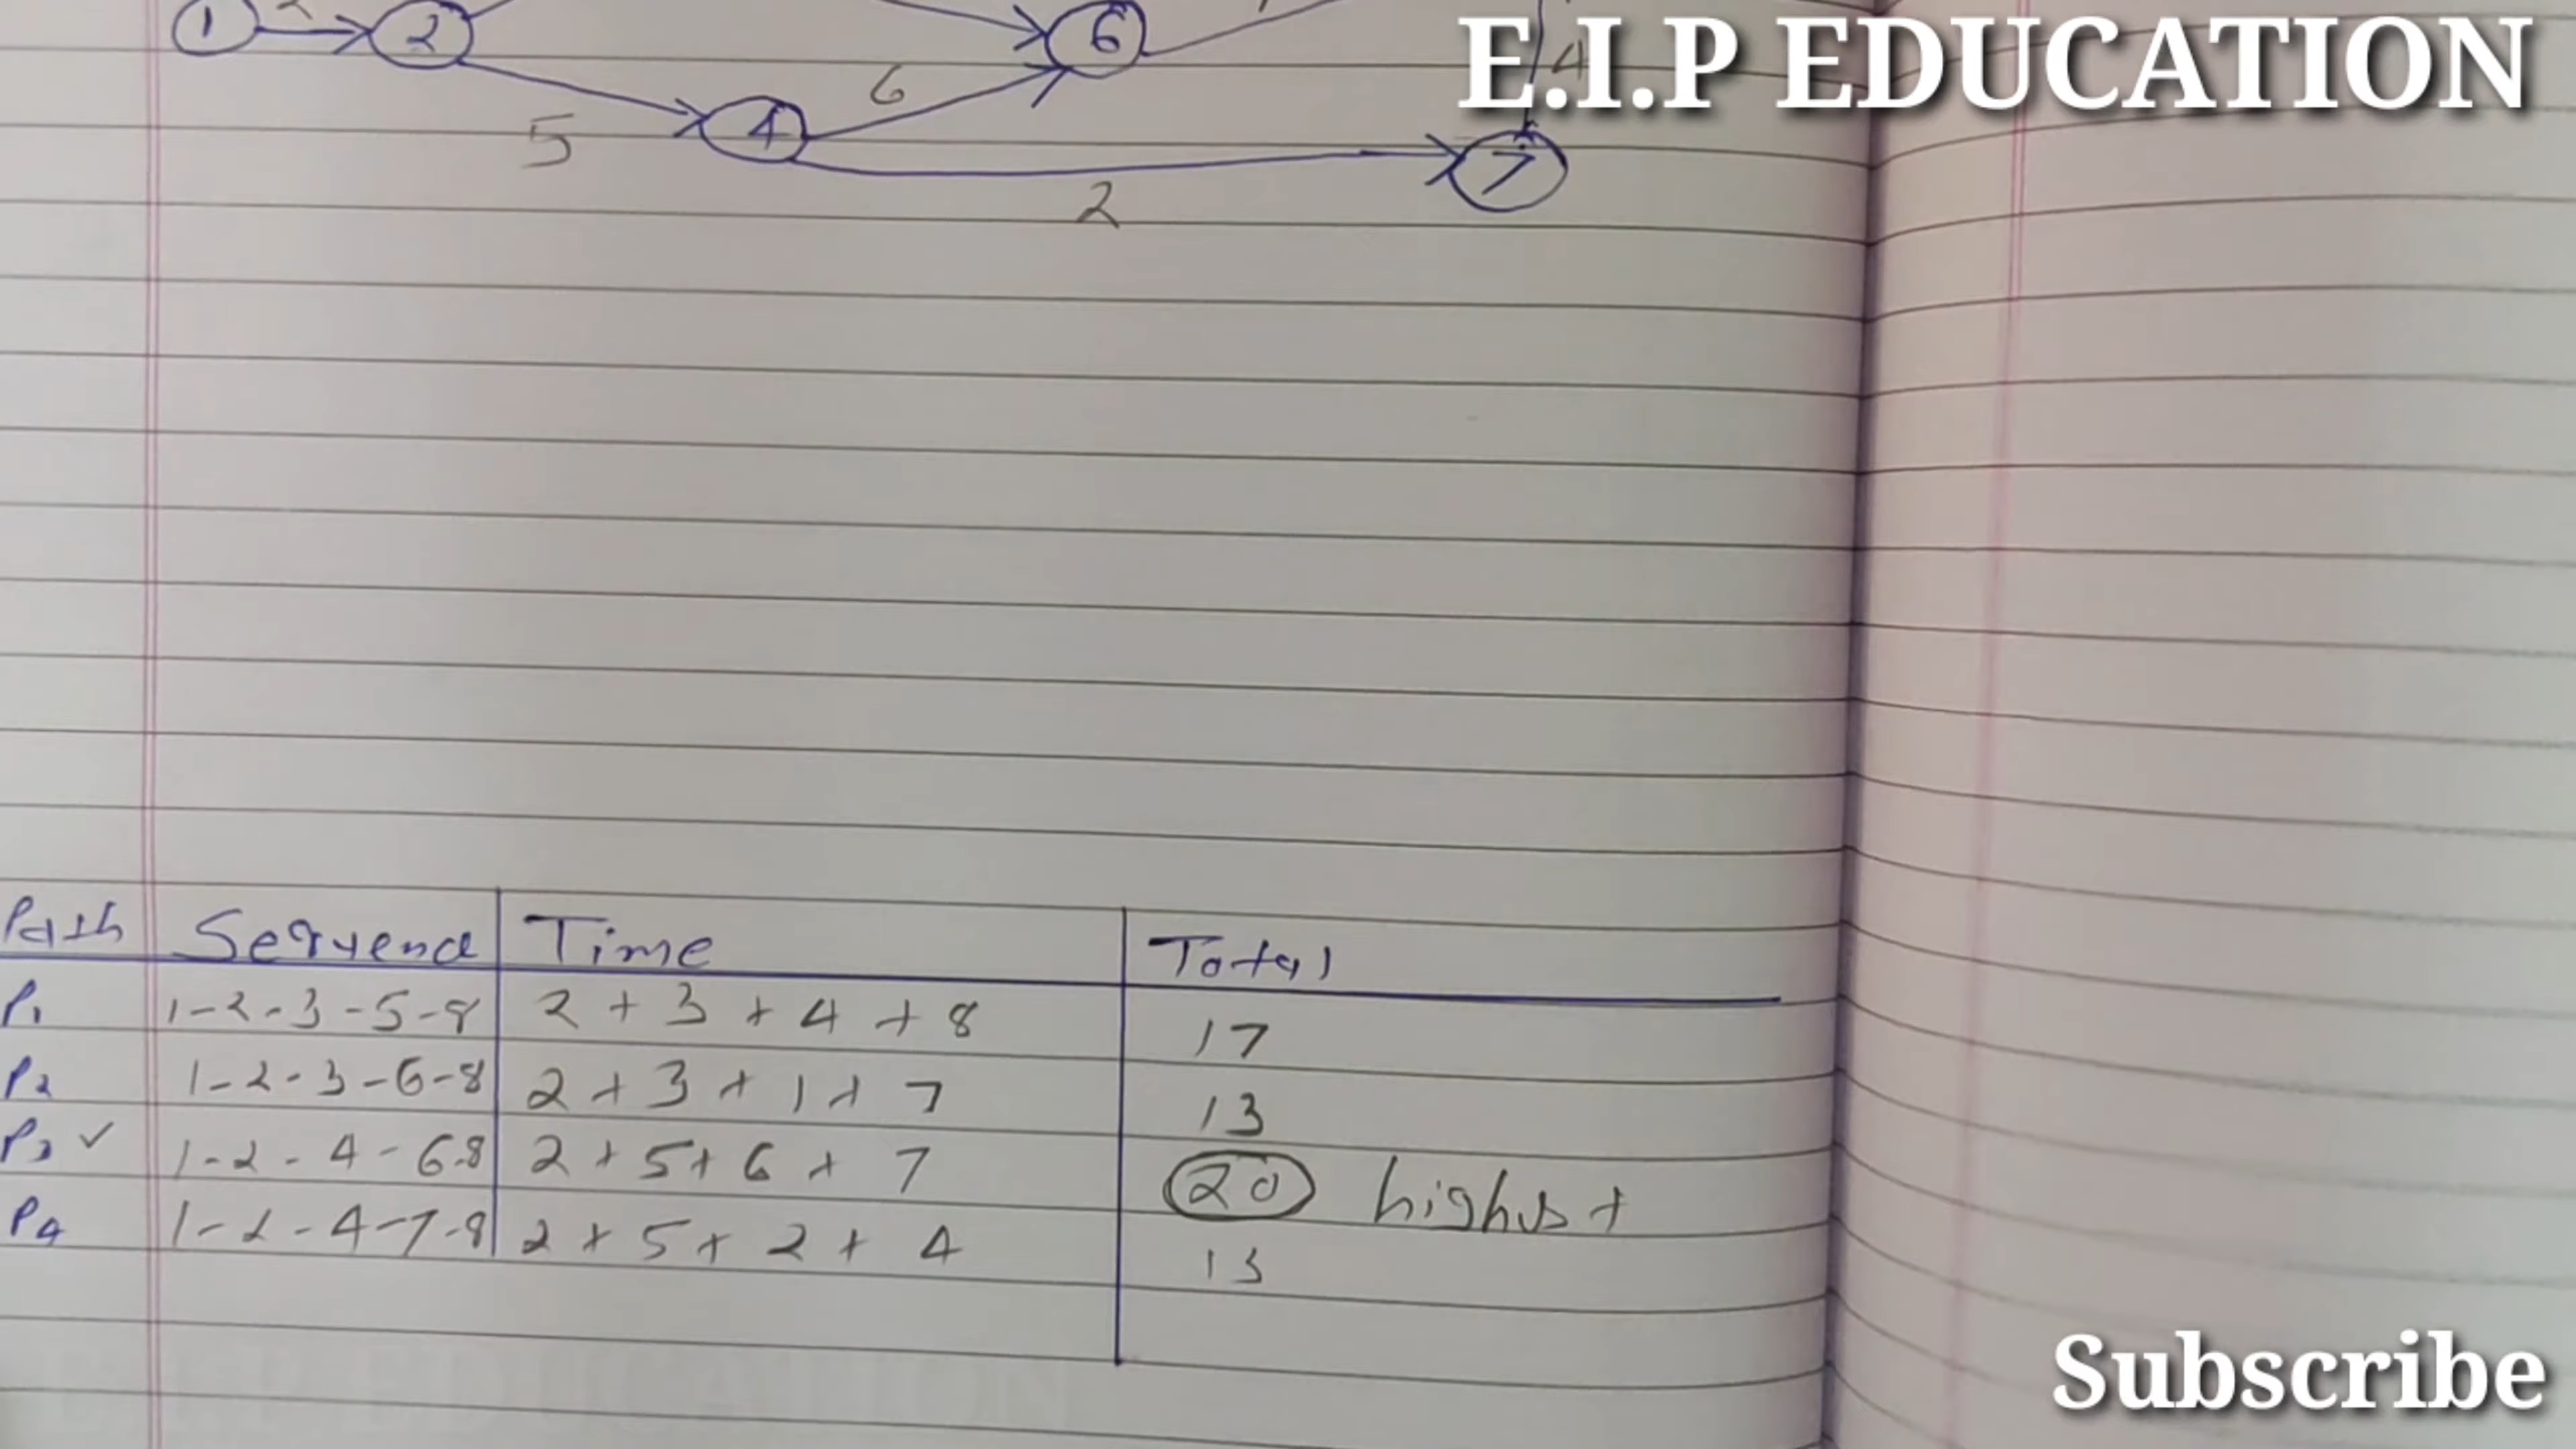 E.I.P EDUCATION
1 2 6
4
6
5 4
7
2
Path Sequence Time Total
P1 1-2-3-5-8 2 + 3 + 4 + 8 17
P2 1-2-3-6-8 2 + 3 + 1 + 7 13
P3 ✓ 1-2-4-6-8 2 + 5 + 6 + 7 20 highest
P4 1-2-4-7-8 2 + 5 + 2 + 4 13
Subscribe